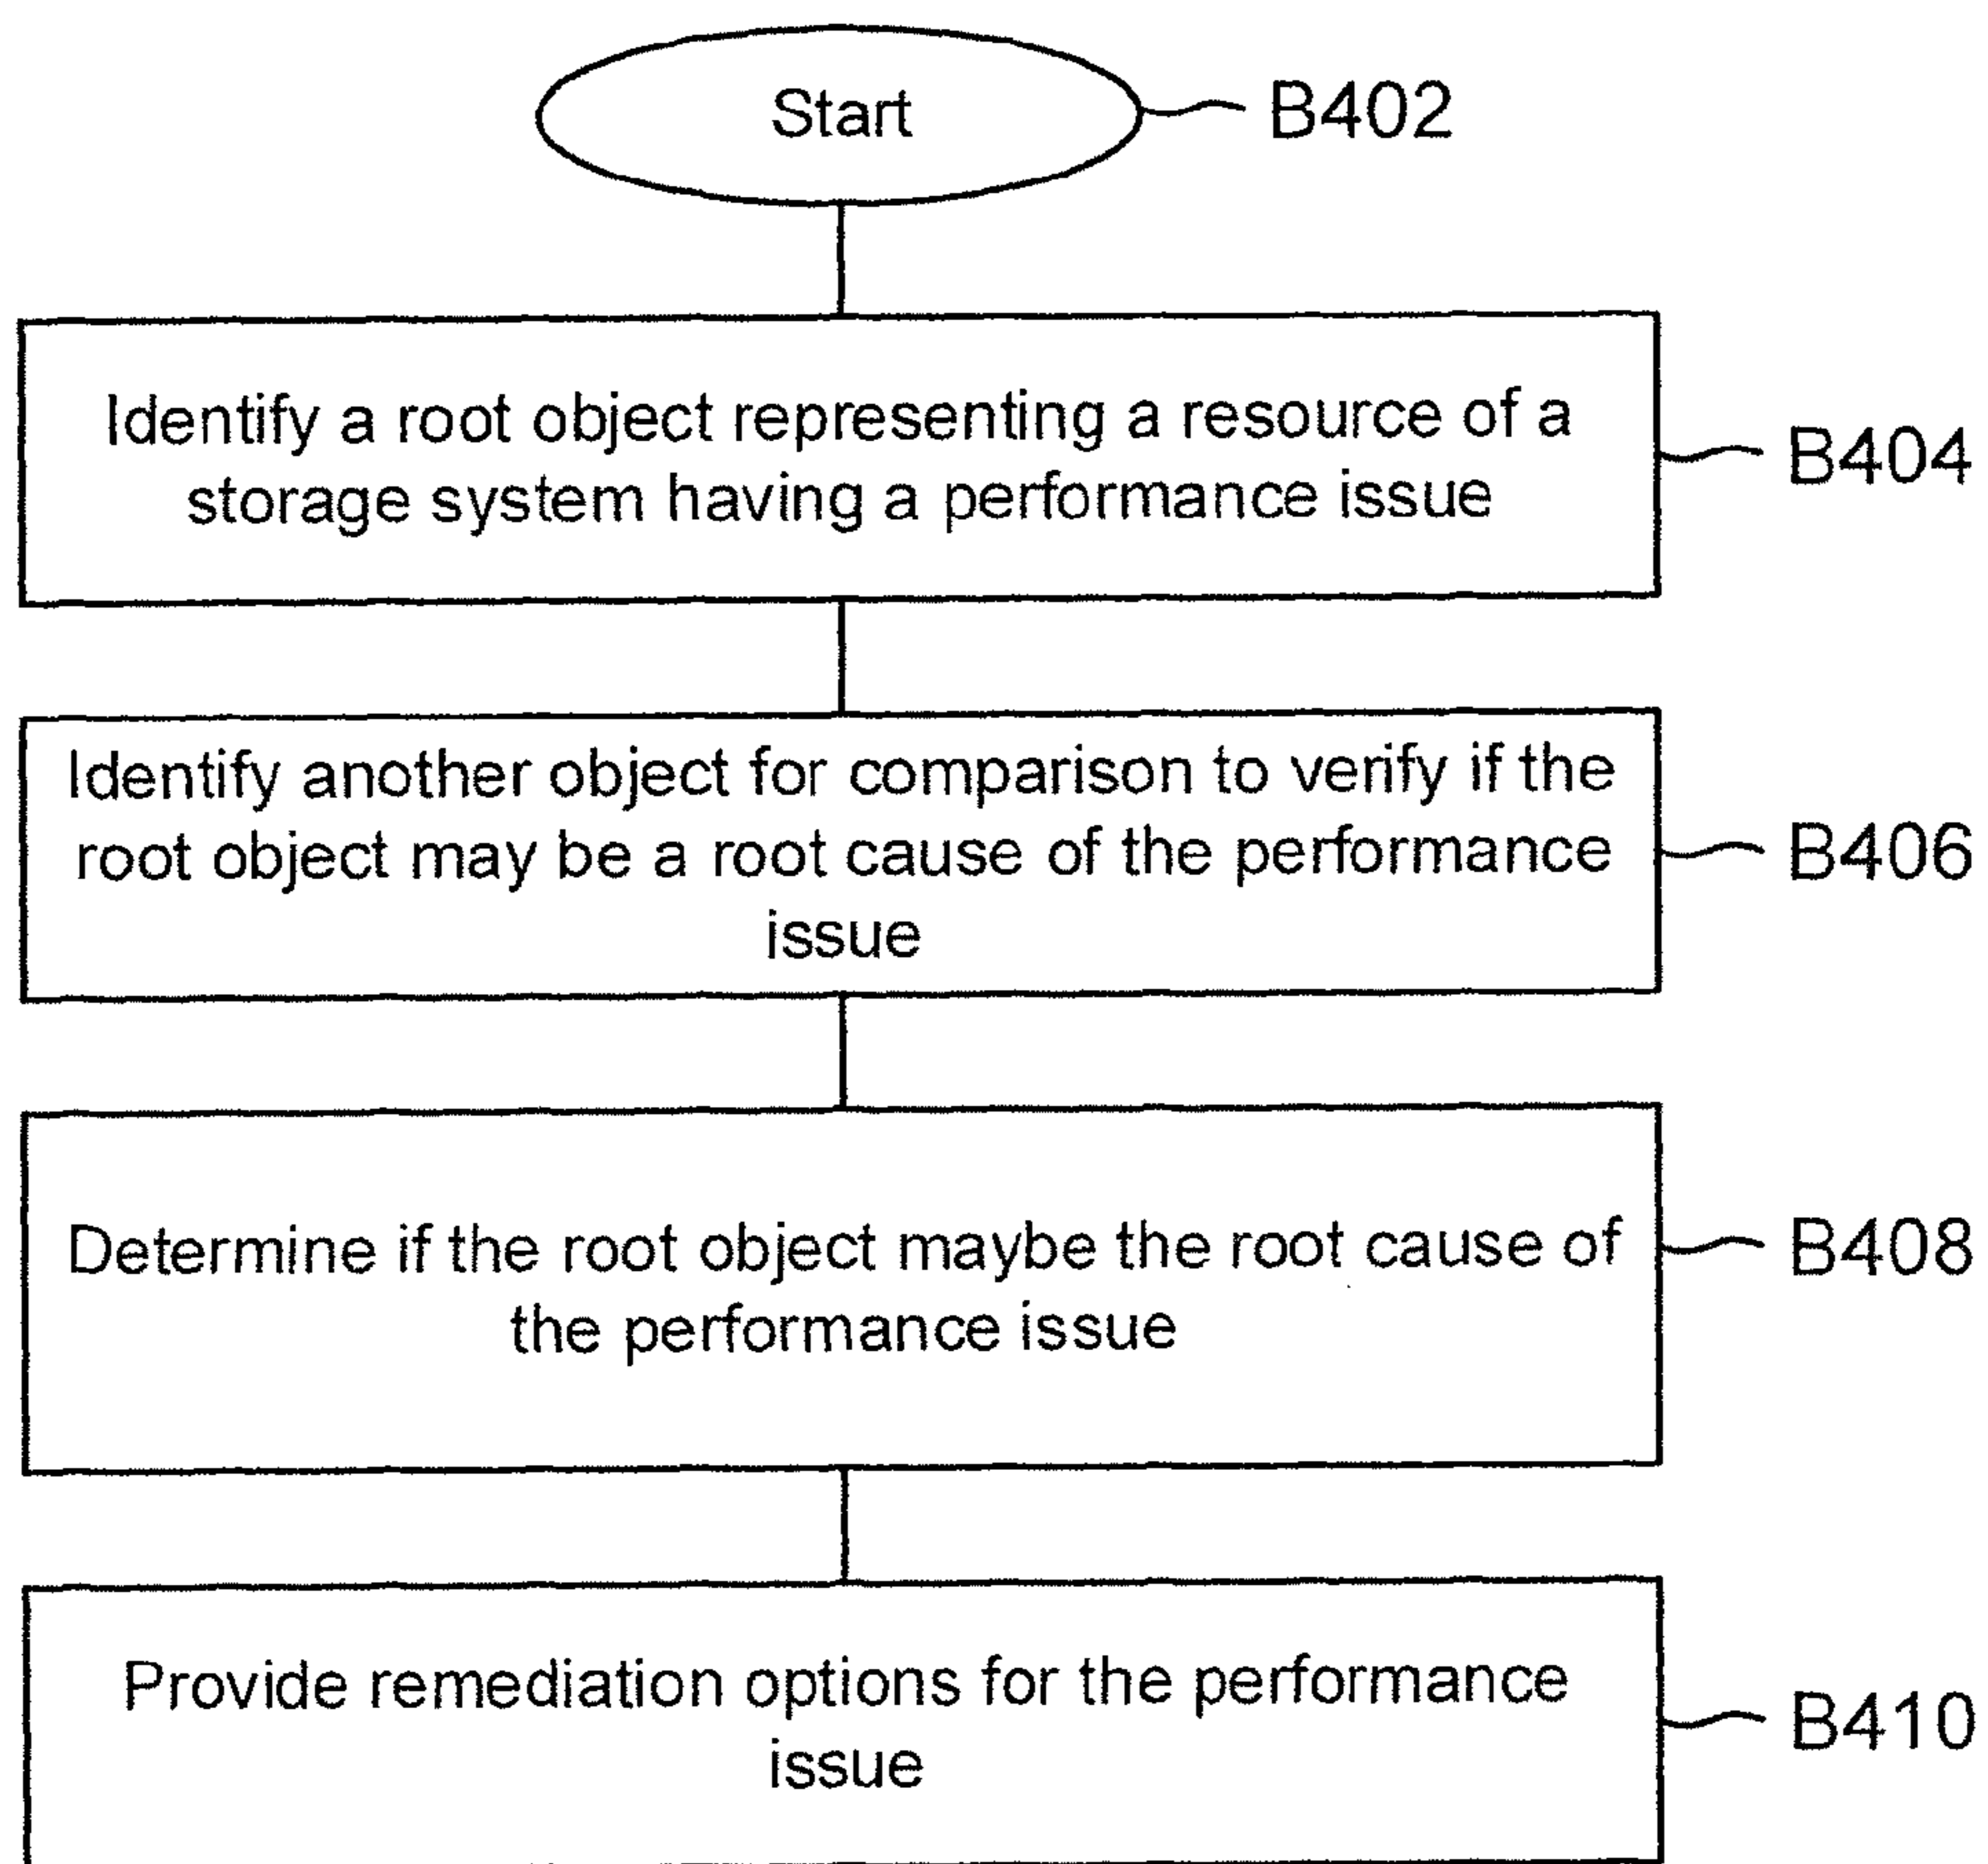 Start
B402
Identify a root object representing a resource of a
storage system having a performance issue
B404
Identify another object for comparison to verify if the
root object may be a root cause of the performance
issue
B406
Determine if the root object maybe the root cause of
the performance issue
B408
Provide remediation options for the performance
issue
B410